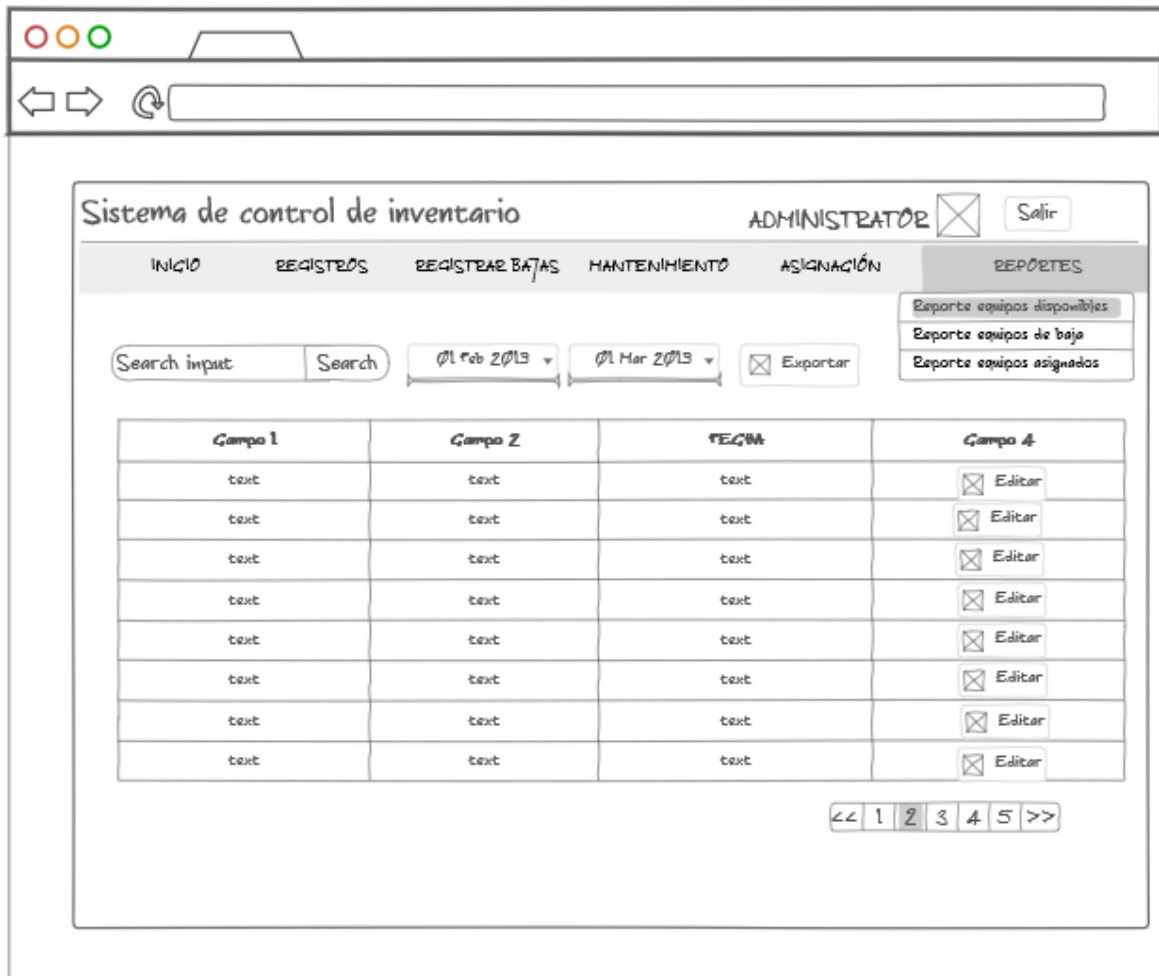 Sistema de control de inventario
ADMINISTRATOR
Salir
INICIO REGISTROS REGISTRAR BAJAS MANTENIMIENTO ASIGNACIÓN REPORTES
Reporte equipos disponibles
Reporte equipos de baja
Reporte equipos asignados
Search input Search 01 Feb 2013 01 Mar 2013 Exportar
Campo 1 Campo 2 FECHA Campo 4
text text text Editar
text text text Editar
text text text Editar
text text text Editar
text text text Editar
text text text Editar
text text text Editar
text text text Editar
<< 1 2 3 4 5 >>